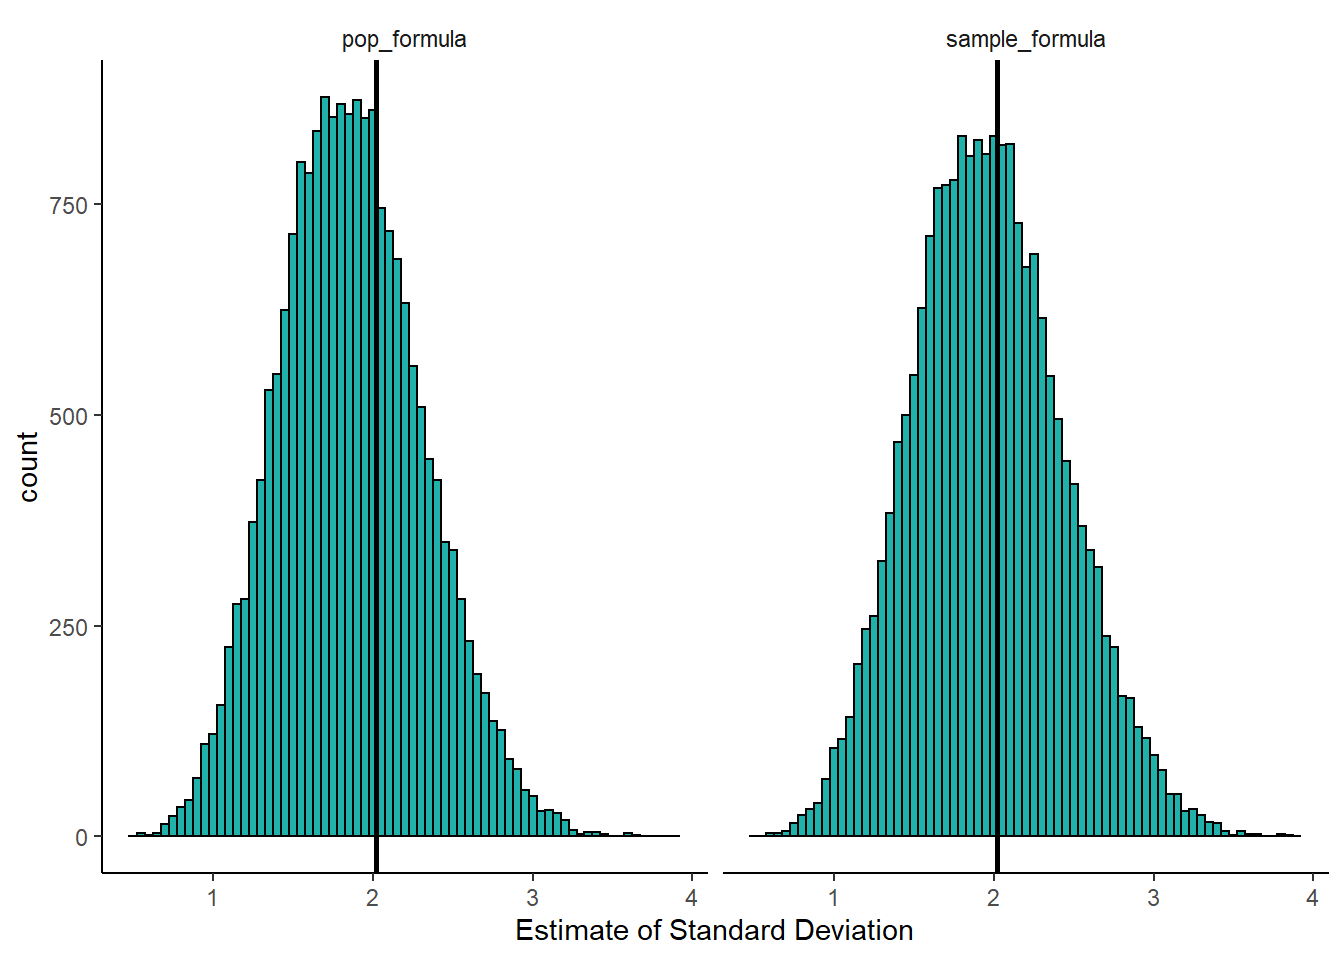 pop_formula
sample_formula
count
750
500
250
0
1 2 3 4
1 2 3 4
Estimate of Standard Deviation